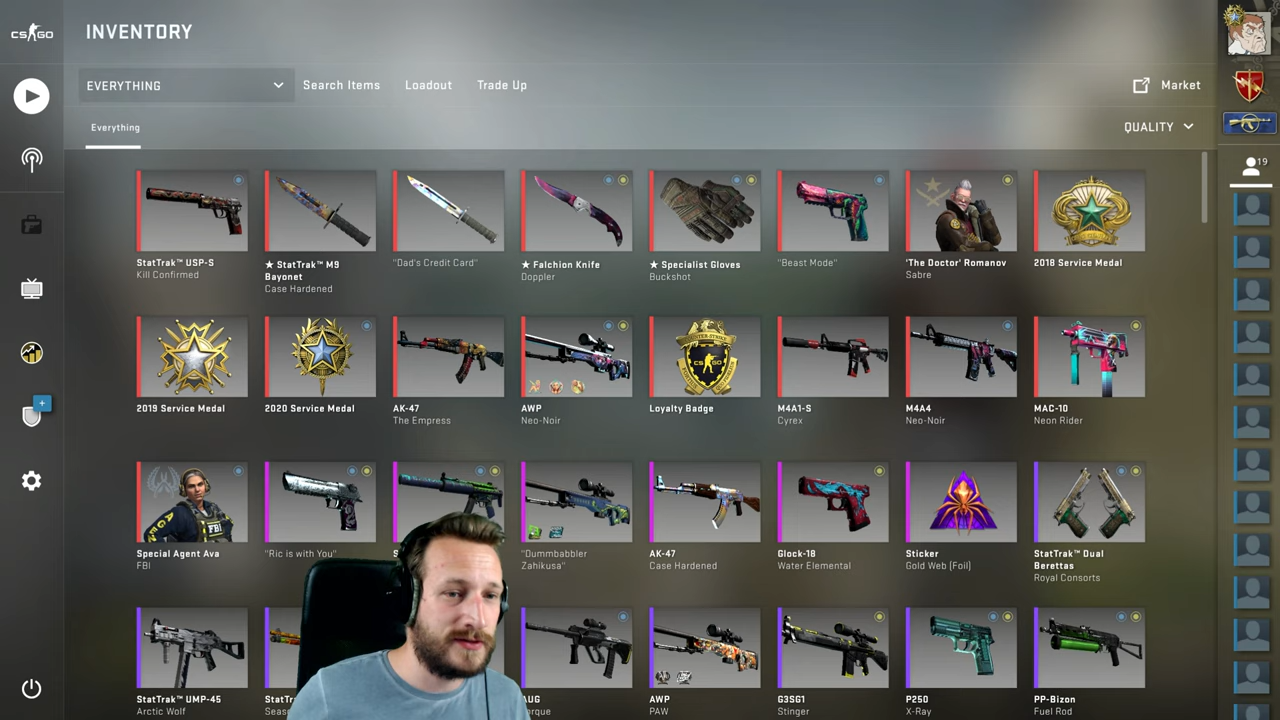 CS GO
INVENTORY
EVERYTHING
Search Items
Loadout
Trade Up
Market
Everything
QUALITY
19
StatTrak™ USP-S
Kill Confirmed
★ StatTrak™ M9
Bayonet
Case Hardened
"Dad's Credit Card"
★ Falchion Knife
Doppler
★ Specialist Gloves
Buckshot
"Beast Mode"
'The Doctor' Romanov
Sabre
2018 Service Medal
2019 Service Medal
2020 Service Medal
AK-47
The Empress
AWP
Neo-Noir
Loyalty Badge
M4A1-S
Cyrex
M4A4
Neo-Noir
MAC-10
Neon Rider
Special Agent Ava
FBI
"Ric is with You"
"Dummbabbler
Zahikusa"
AK-47
Case Hardened
Glock-18
Water Elemental
Sticker
Gold Web (Foil)
StatTrak™ Dual
Berettas
Royal Consorts
StatTrak™ UMP-45
Arctic Wolf
AUG
AWP
PAW
G3SG1
Stinger
P250
X-Ray
PP-Bizon
Fuel Rod